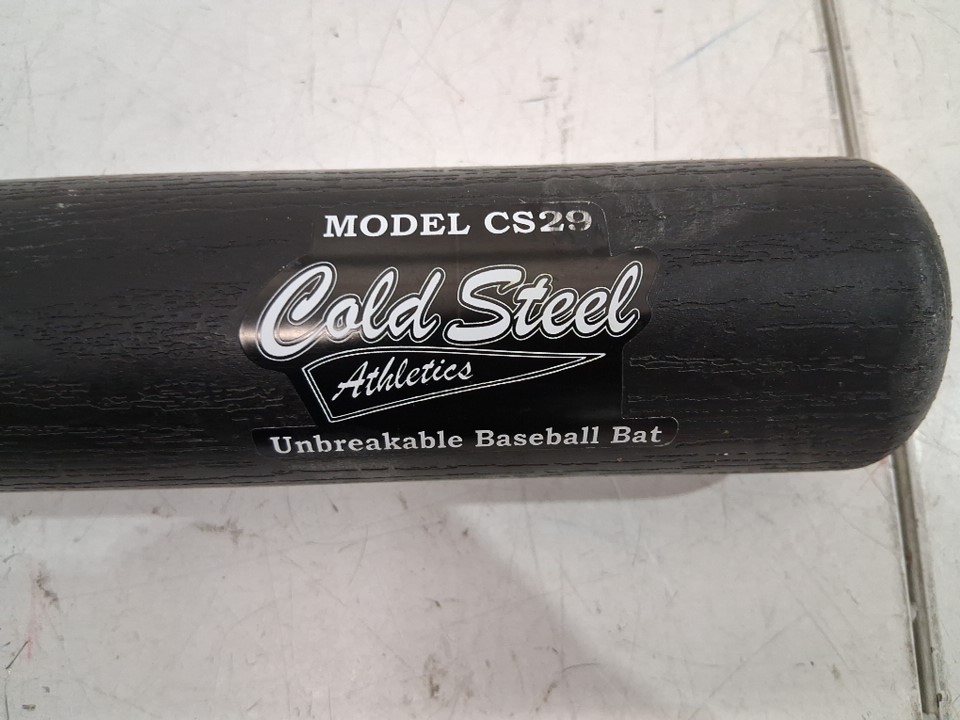 MODEL CS29
Cold Steel
Athletics
Unbreakable Baseball Bat